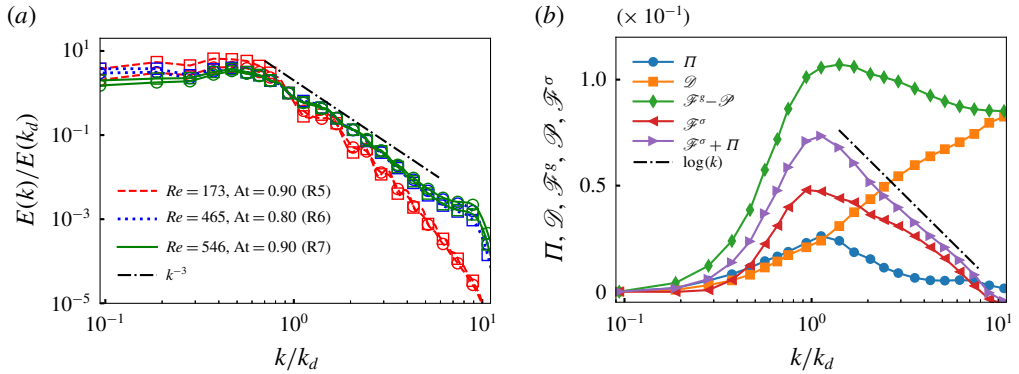 (a)
10¹
10⁻¹
10⁻³
10⁻⁵
E(k)/E(k_d)
Re = 173, At = 0.90 (R5)
Re = 465, At = 0.80 (R6)
Re = 546, At = 0.90 (R7)
k⁻³
10⁻¹
10⁰
10¹
k/k_d
(b)
(× 10⁻¹)
1.0
0.5
0
Π, 𝒟, ℱᵍ, 𝒫, ℱ^σ
Π
𝒟
ℱᵍ − 𝒫
ℱ^σ
ℱ^σ + Π
log(k)
10⁻¹
10⁰
10¹
k/k_d